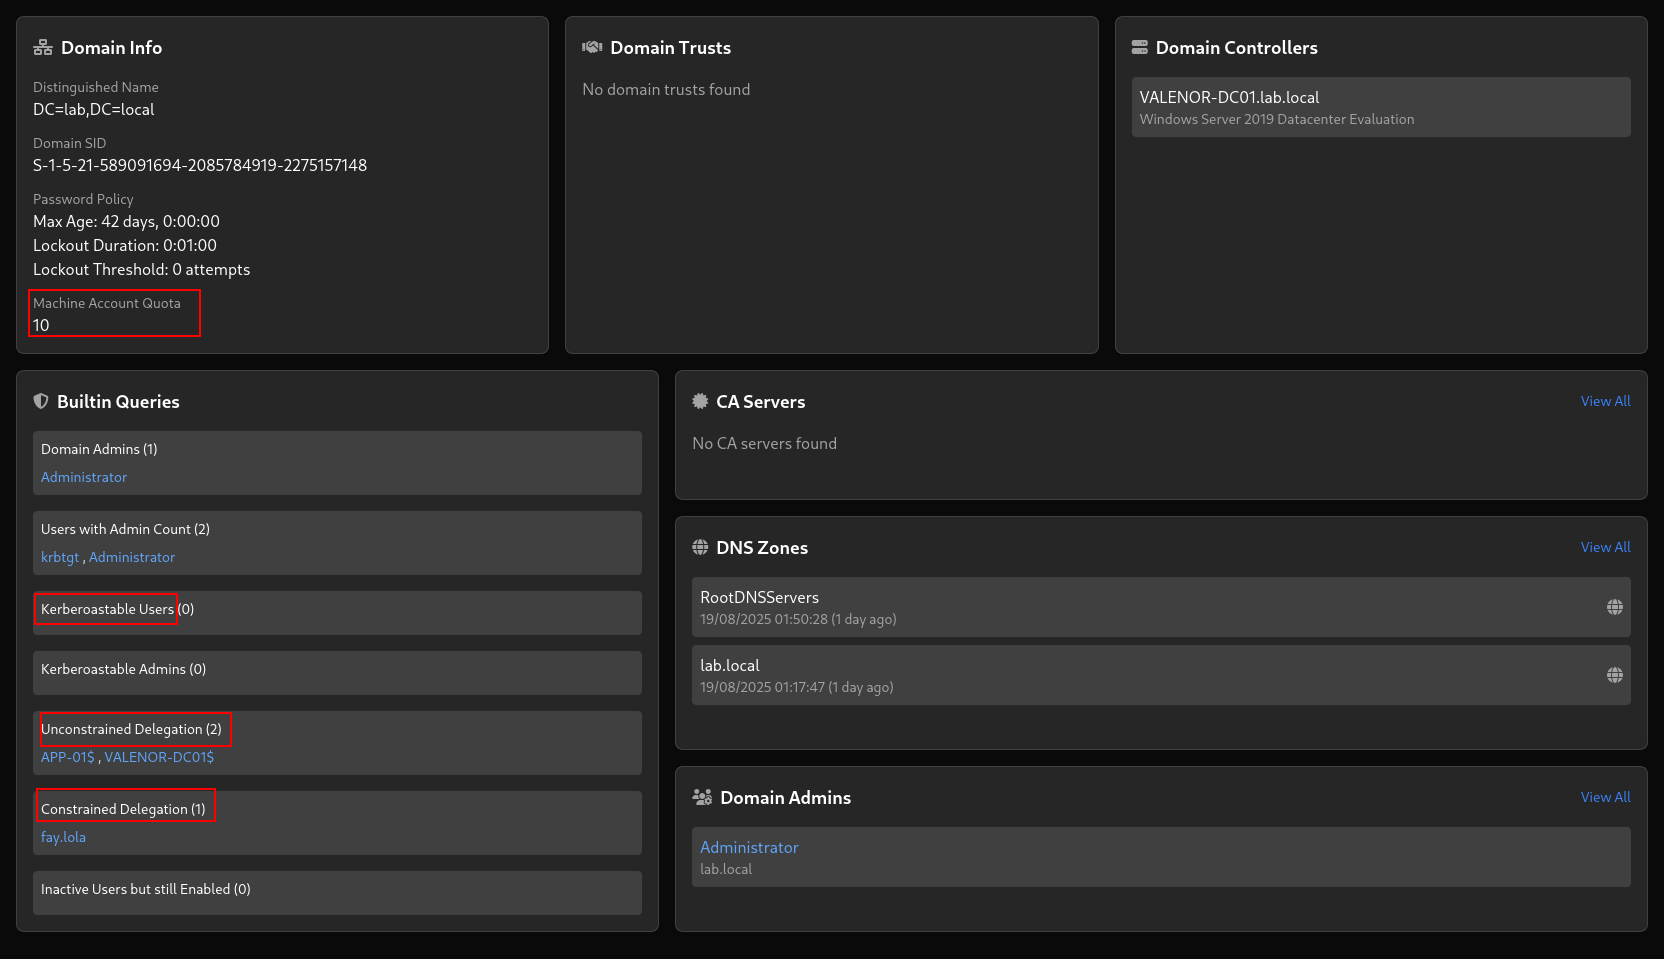 Domain Info
Distinguished Name
DC=lab,DC=local
Domain SID
S-1-5-21-589091694-2085784919-2275157148
Password Policy
Max Age: 42 days, 0:00:00
Lockout Duration: 0:01:00
Lockout Threshold: 0 attempts
Machine Account Quota
10
Domain Trusts
No domain trusts found
Domain Controllers
VALENOR-DC01.lab.local
Windows Server 2019 Datacenter Evaluation
Builtin Queries
Domain Admins (1)
Administrator
Users with Admin Count (2)
krbtgt , Administrator
Kerberoastable Users (0)
Kerberoastable Admins (0)
Unconstrained Delegation (2)
APP-01$ , VALENOR-DC01$
Constrained Delegation (1)
fay.lola
Inactive Users but still Enabled (0)
CA Servers
View All
No CA servers found
DNS Zones
View All
RootDNSServers
19/08/2025 01:50:28 (1 day ago)
lab.local
19/08/2025 01:17:47 (1 day ago)
Domain Admins
View All
Administrator
lab.local